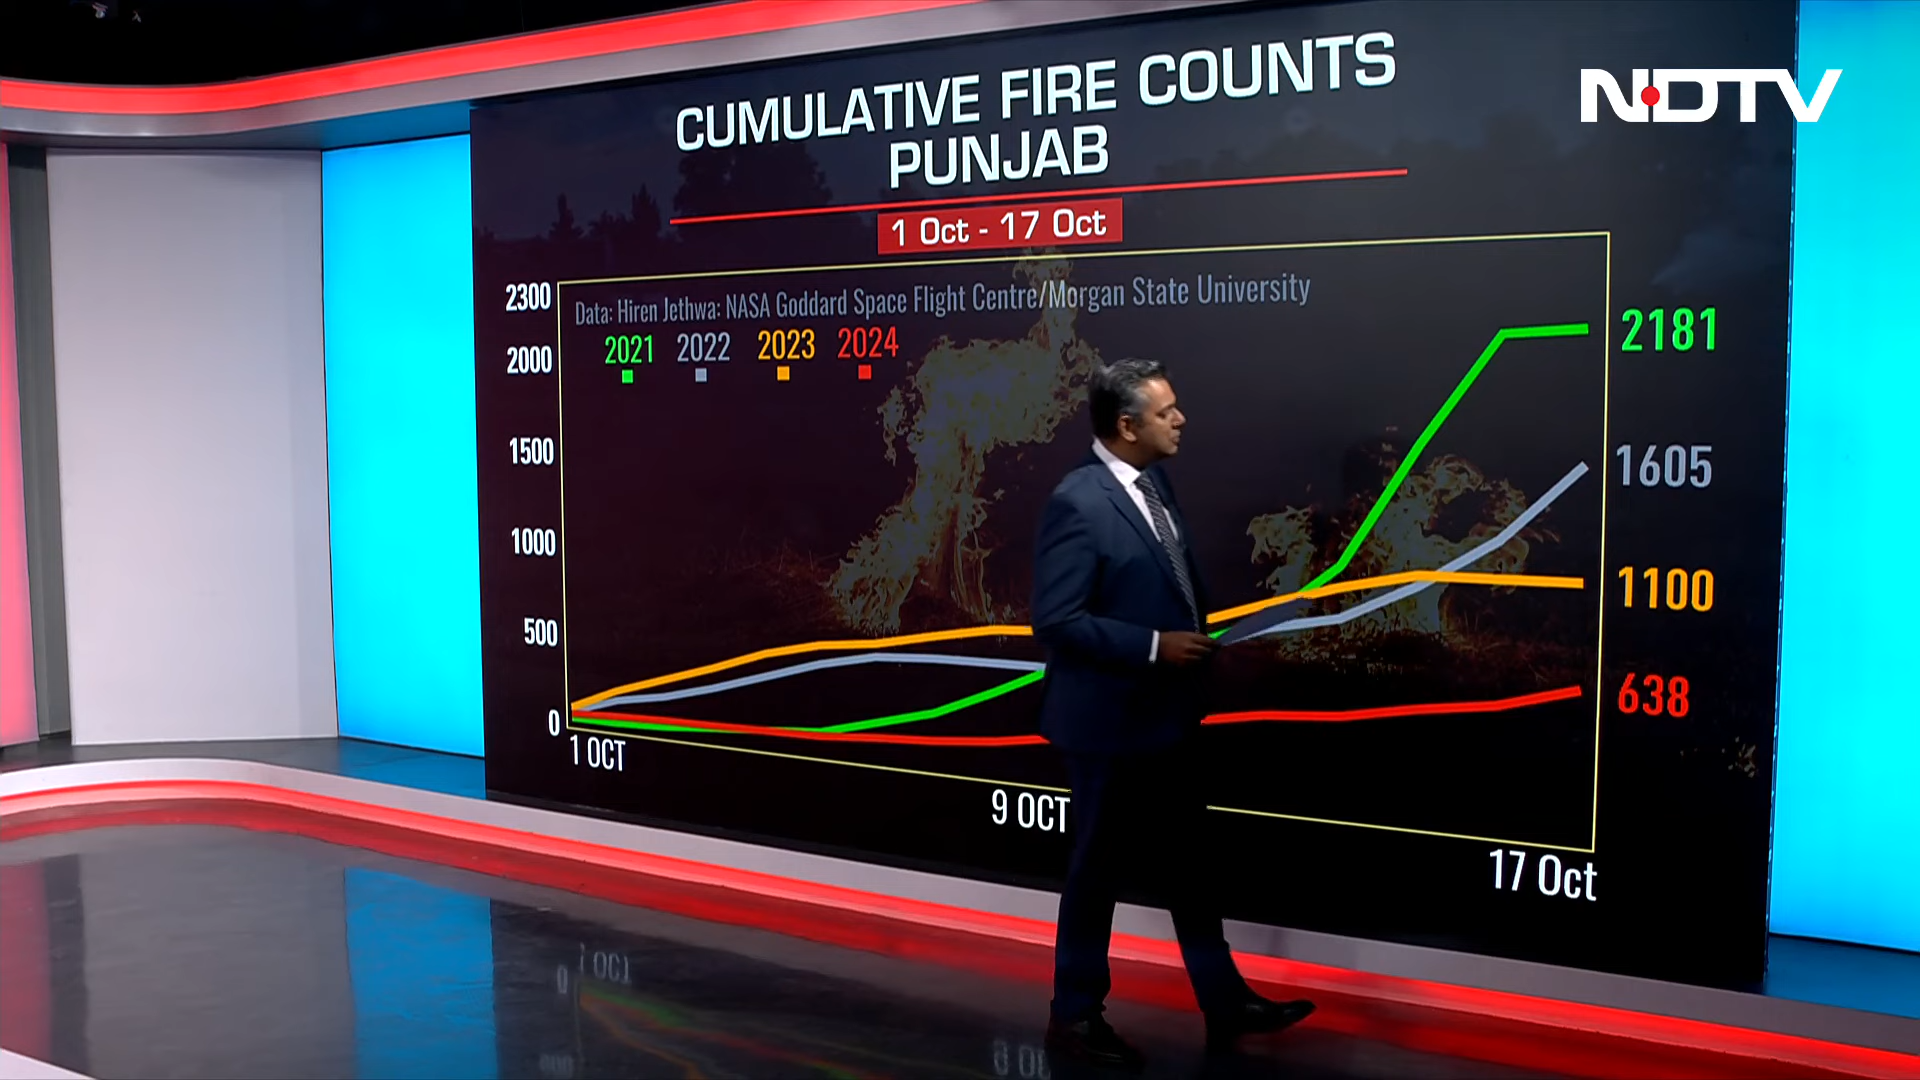 NDTV
CUMULATIVE FIRE COUNTS
PUNJAB
1 Oct - 17 Oct
Data: Hiren Jethwa: NASA Goddard Space Flight Centre/Morgan State University
2021 2022 2023 2024
2300
2000
1500
1000
500
0
2181
1605
1100
638
1 OCT
9 OCT
17 Oct